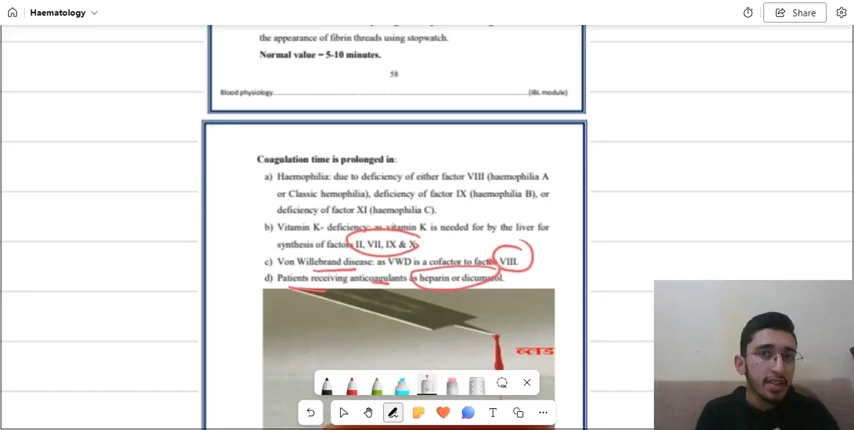 Haematology
Share
the appearance of fibrin threads using stopwatch.
Normal value = 5-10 minutes.
58
Blood physiology (IBL module)
Coagulation time is prolonged in:
a) Haemophilia: due to deficiency of either factor VIII (haemophilia A
or Classic hemophilia), deficiency of factor IX (haemophilia B), or
deficiency of factor XI (haemophilia C).
b) Vitamin K- deficiency: as vitamin K is needed for by the liver for
synthesis of factors II, VII, IX & X.
c) Von Willebrand disease: as VWD is a cofactor to factor VIII.
d) Patients receiving anticoagulants as heparin or dicumarol.
ब्लड
T